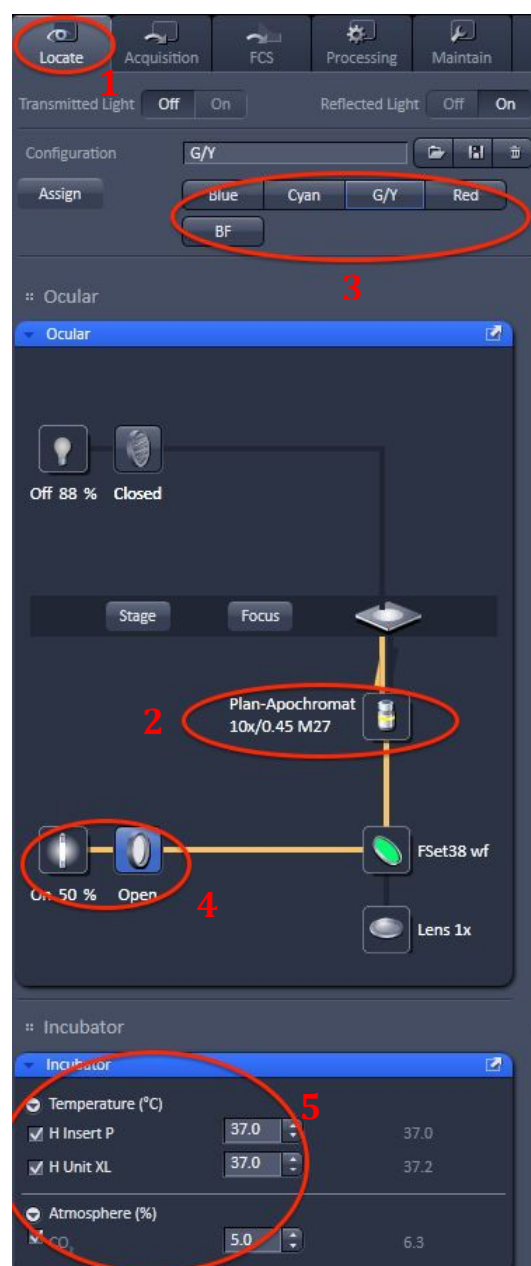 Locate Acquisition FCS Processing Maintain
1
Transmitted Light Off On Reflected Light Off On
Configuration G/Y
Assign Blue Cyan G/Y Red
BF
3
Ocular
Ocular
Off 88 % Closed
Stage Focus
2 Plan-Apochromat
10x/0.45 M27
FSet38 wf
On 50 % Open
4
Lens 1x
Incubator
Incubator
Temperature (°C) 5
H Insert P 37.0 37.0
H Unit XL 37.0 37.2
Atmosphere (%)
CO₂ 5.0 6.3